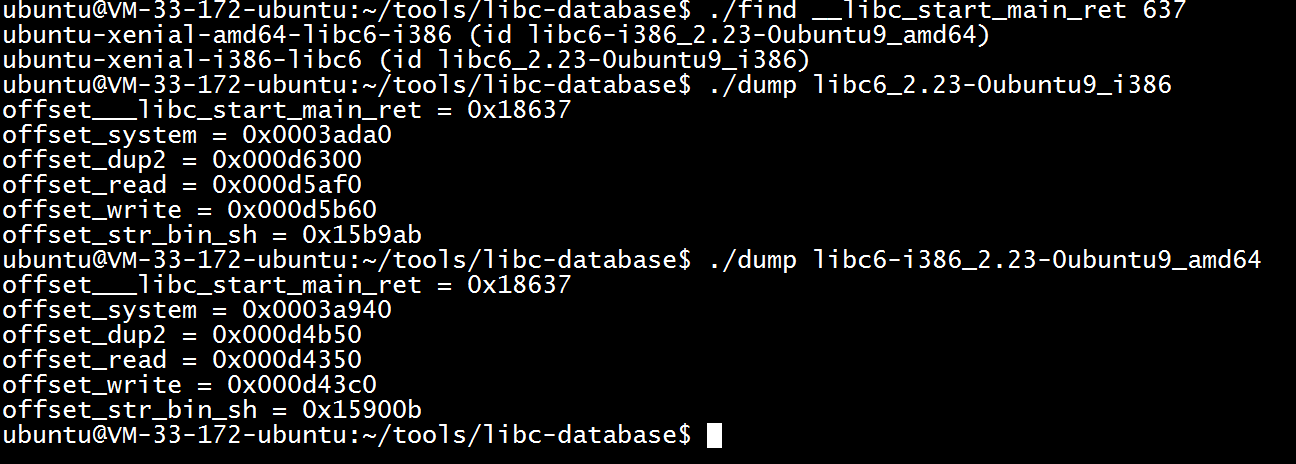 ubuntu@VM-33-172-ubuntu:~/tools/libc-database$ ./find __libc_start_main_ret 637
ubuntu-xenial-amd64-libc6-i386 (id libc6-i386_2.23-0ubuntu9_amd64)
ubuntu-xenial-i386-libc6 (id libc6_2.23-0ubuntu9_i386)
ubuntu@VM-33-172-ubuntu:~/tools/libc-database$ ./dump libc6_2.23-0ubuntu9_i386
offset___libc_start_main_ret = 0x18637
offset_system = 0x0003ada0
offset_dup2 = 0x000d6300
offset_read = 0x000d5af0
offset_write = 0x000d5b60
offset_str_bin_sh = 0x15b9ab
ubuntu@VM-33-172-ubuntu:~/tools/libc-database$ ./dump libc6-i386_2.23-0ubuntu9_amd64
offset___libc_start_main_ret = 0x18637
offset_system = 0x0003a940
offset_dup2 = 0x000d4b50
offset_read = 0x000d4350
offset_write = 0x000d43c0
offset_str_bin_sh = 0x15900b
ubuntu@VM-33-172-ubuntu:~/tools/libc-database$